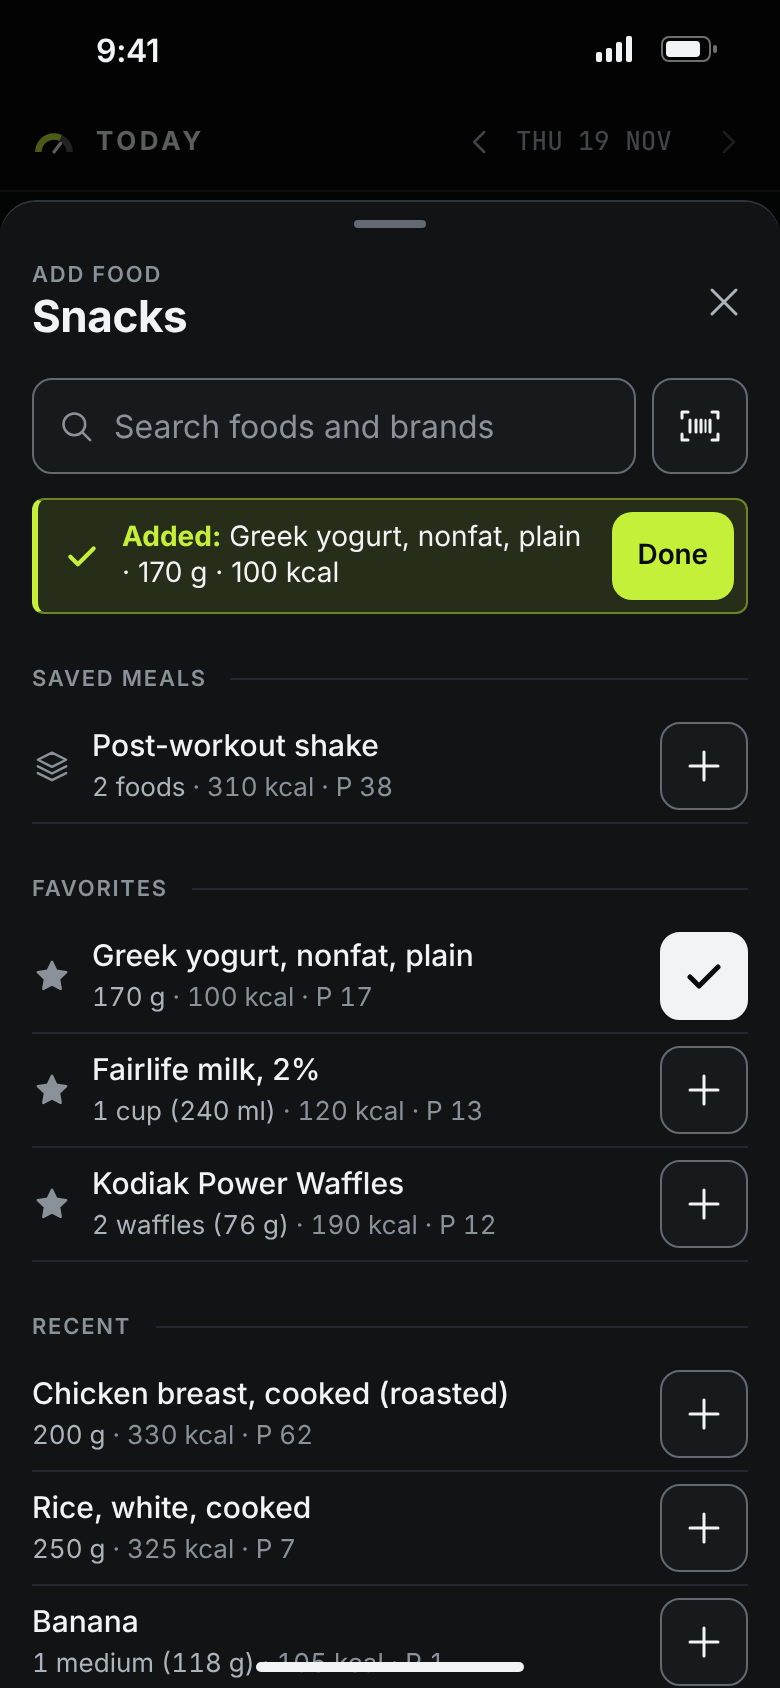 9:41
TODAY
THU 19 NOV
ADD FOOD
Snacks
Search foods and brands
Added: Greek yogurt, nonfat, plain
· 170 g · 100 kcal
Done
SAVED MEALS
Post-workout shake
2 foods · 310 kcal · P 38
FAVORITES
Greek yogurt, nonfat, plain
170 g · 100 kcal · P 17
Fairlife milk, 2%
1 cup (240 ml) · 120 kcal · P 13
Kodiak Power Waffles
2 waffles (76 g) · 190 kcal · P 12
RECENT
Chicken breast, cooked (roasted)
200 g · 330 kcal · P 62
Rice, white, cooked
250 g · 325 kcal · P 7
Banana
1 medium (118 g) · 105 kcal · P 1